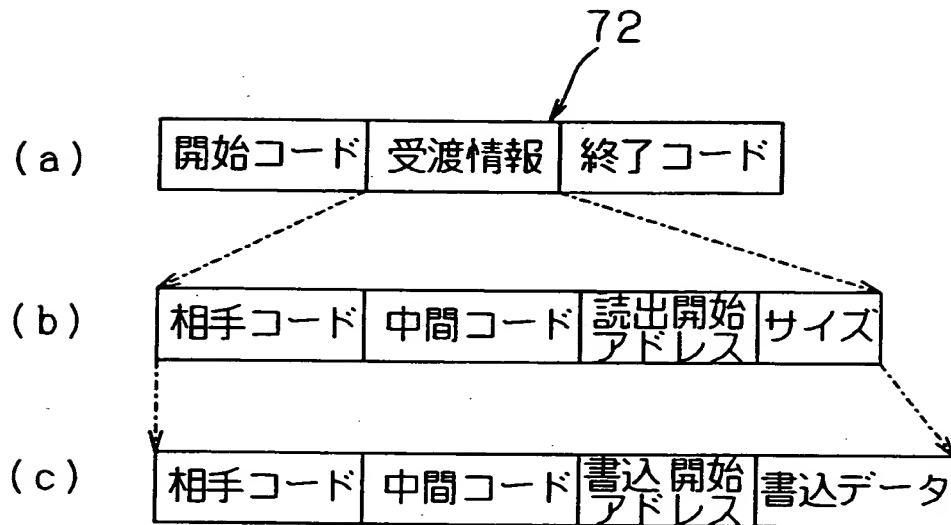 72
(a) 開始コード 受渡情報 終了コード
(b) 相手コード 中間コード 読出開始アドレス サイズ
(c) 相手コード 中間コード 書込開始アドレス 書込データ